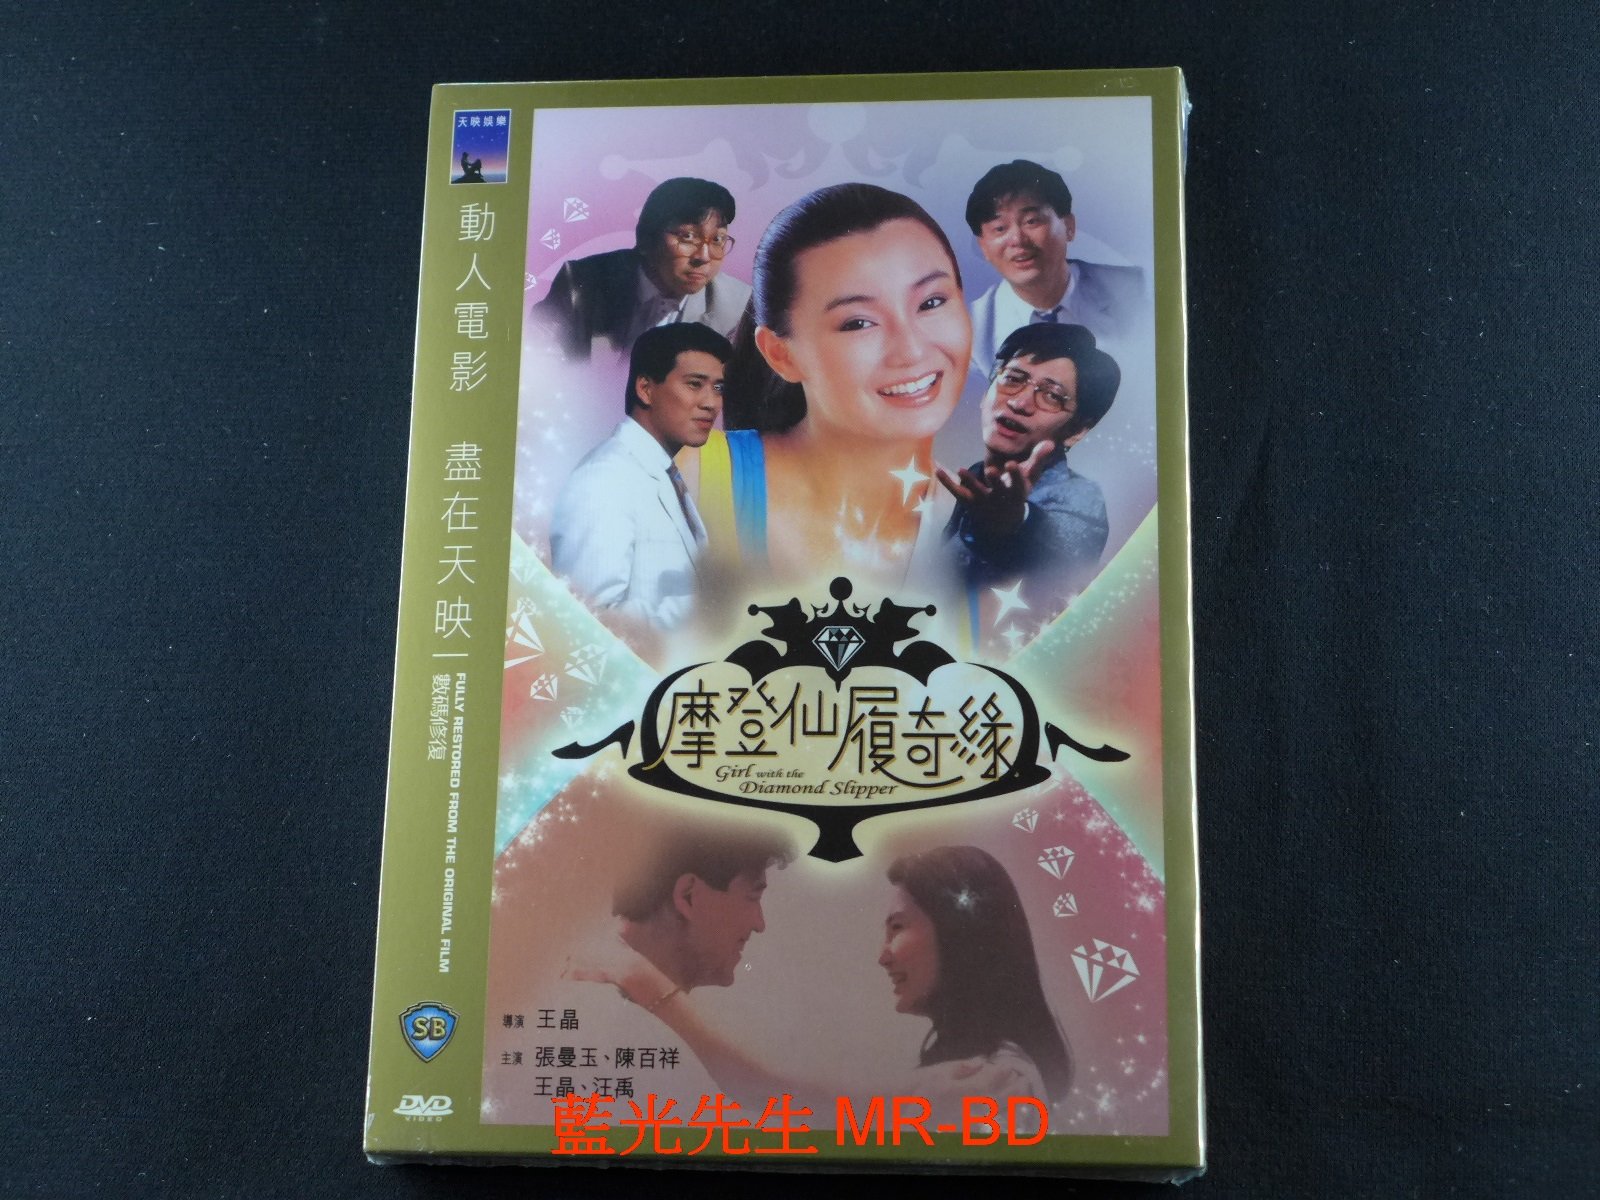 天映娛樂
動人電影 盡在天映
FULLY RESTORED FROM THE ORIGINAL FILM
數碼修復
SB
DVD
VIDEO
摩登仙履奇緣
Girl with the
Diamond Slipper
導演 王晶
主演 張曼玉、陳百祥
王晶、汪禹
藍光先生 MR-BD